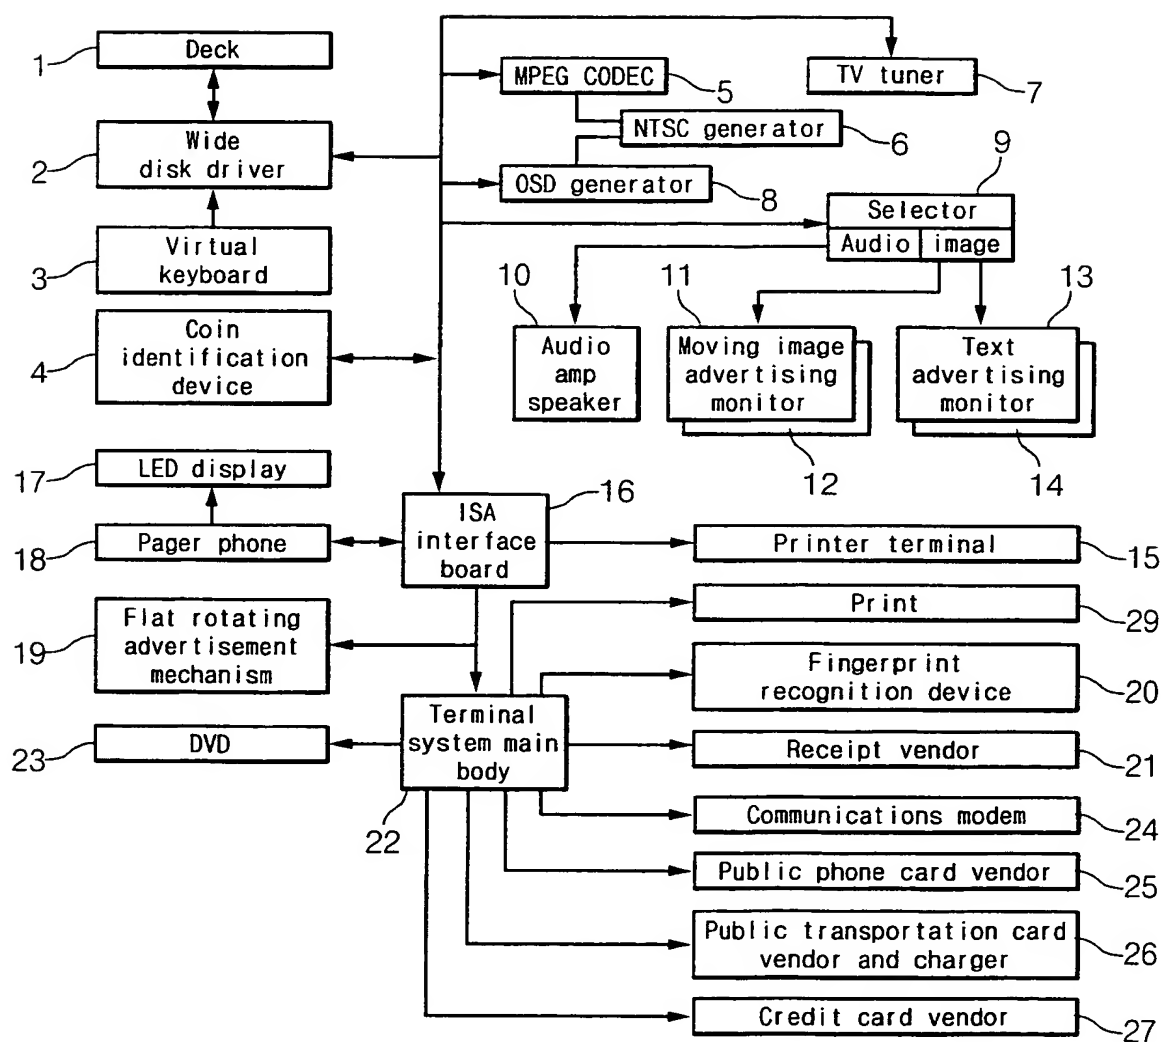 1
Deck
2
Wide
disk driver
3
Virtual
keyboard
4
Coin
identification
device
MPEG CODEC
5
TV tuner
7
NTSC generator
6
OSD generator
8
9
Selector
Audio
image
10
Audio
amp
speaker
11
Moving image
advertising
monitor
12
13
Text
advertising
monitor
14
17
LED display
18
Pager phone
16
ISA
interface
board
Printer terminal
15
Print
29
19
Flat rotating
advertisement
mechanism
Fingerprint
recognition device
20
23
DVD
Terminal
system main
body
22
Receipt vendor
21
Communications modem
24
Public phone card vendor
25
Public transportation card
vendor and charger
26
Credit card vendor
27